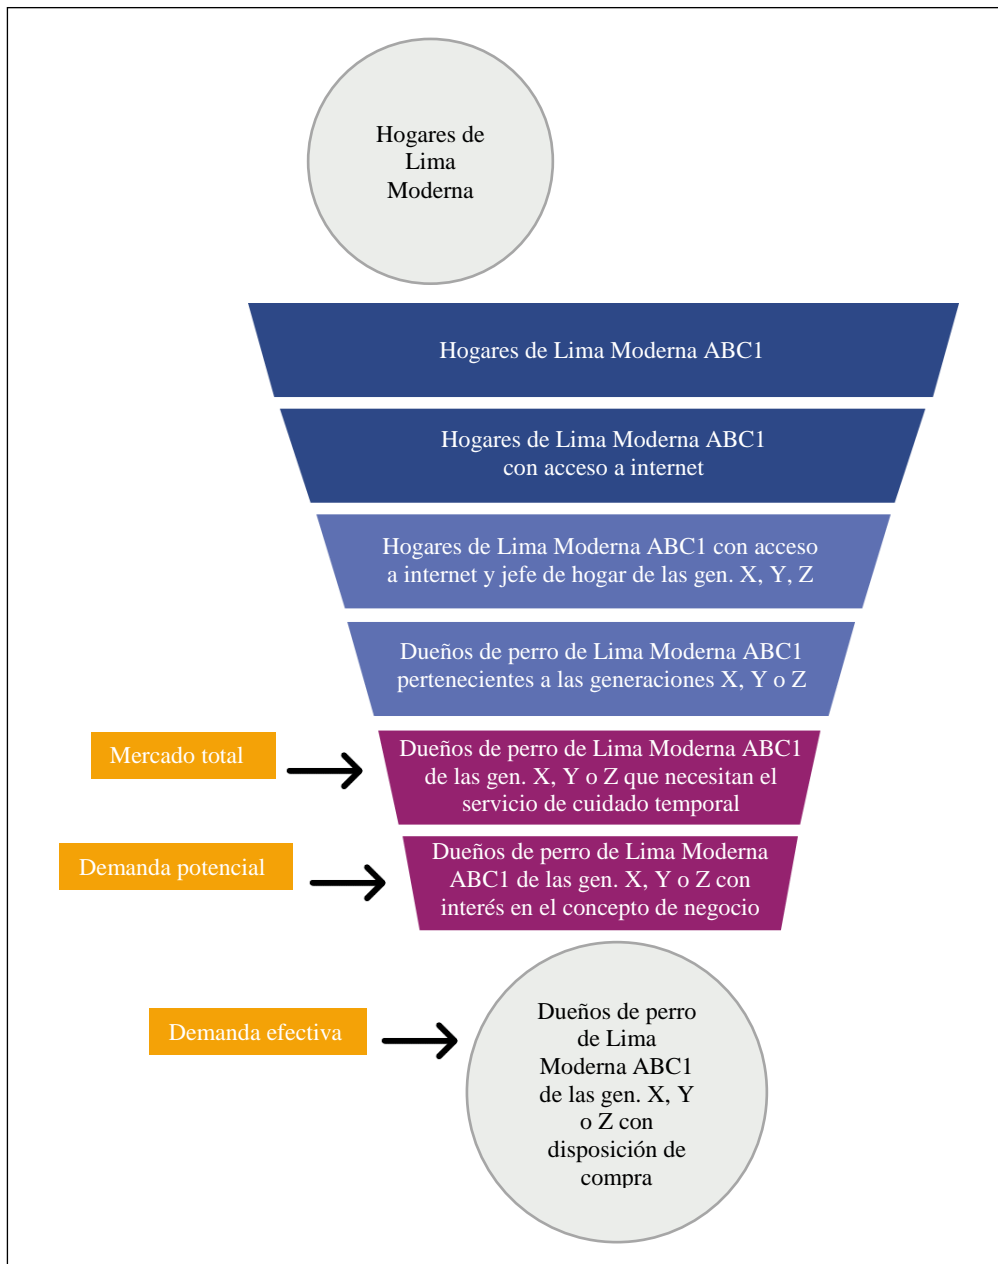 Hogares de
Lima
Moderna
Hogares de Lima Moderna ABC1
Hogares de Lima Moderna ABC1
con acceso a internet
Hogares de Lima Moderna ABC1 con acceso
a internet y jefe de hogar de las gen. X, Y, Z
Dueños de perro de Lima Moderna ABC1
pertenecientes a las generaciones X, Y o Z
Mercado total
Dueños de perro de Lima Moderna ABC1
de las gen. X, Y o Z que necesitan el
servicio de cuidado temporal
Demanda potencial
Dueños de perro de Lima Moderna
ABC1 de las gen. X, Y o Z con
interés en el concepto de negocio
Demanda efectiva
Dueños de perro
de Lima
Moderna ABC1
de las gen. X, Y
o Z con
disposición de
compra